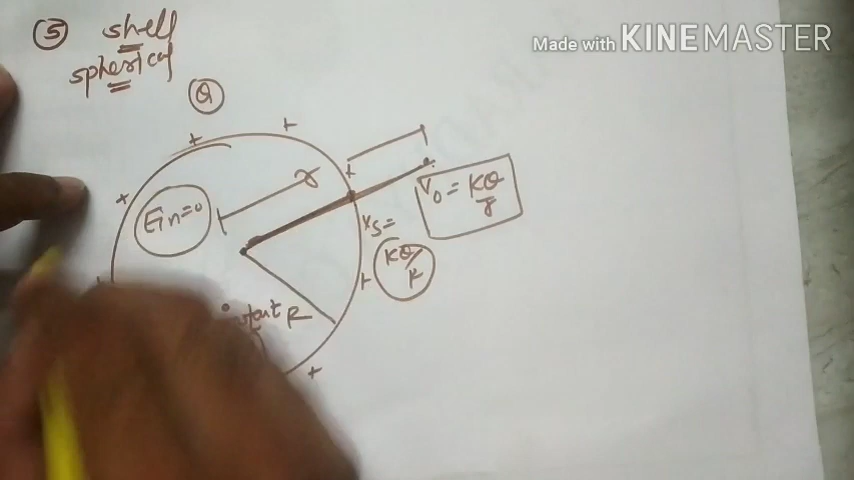 ⑤ shell
spherical
Q
Made with KINEMASTER
+ + + + + + +
r
Ein=0
V₀ = KQ/r
Vs =
KQ/R
R